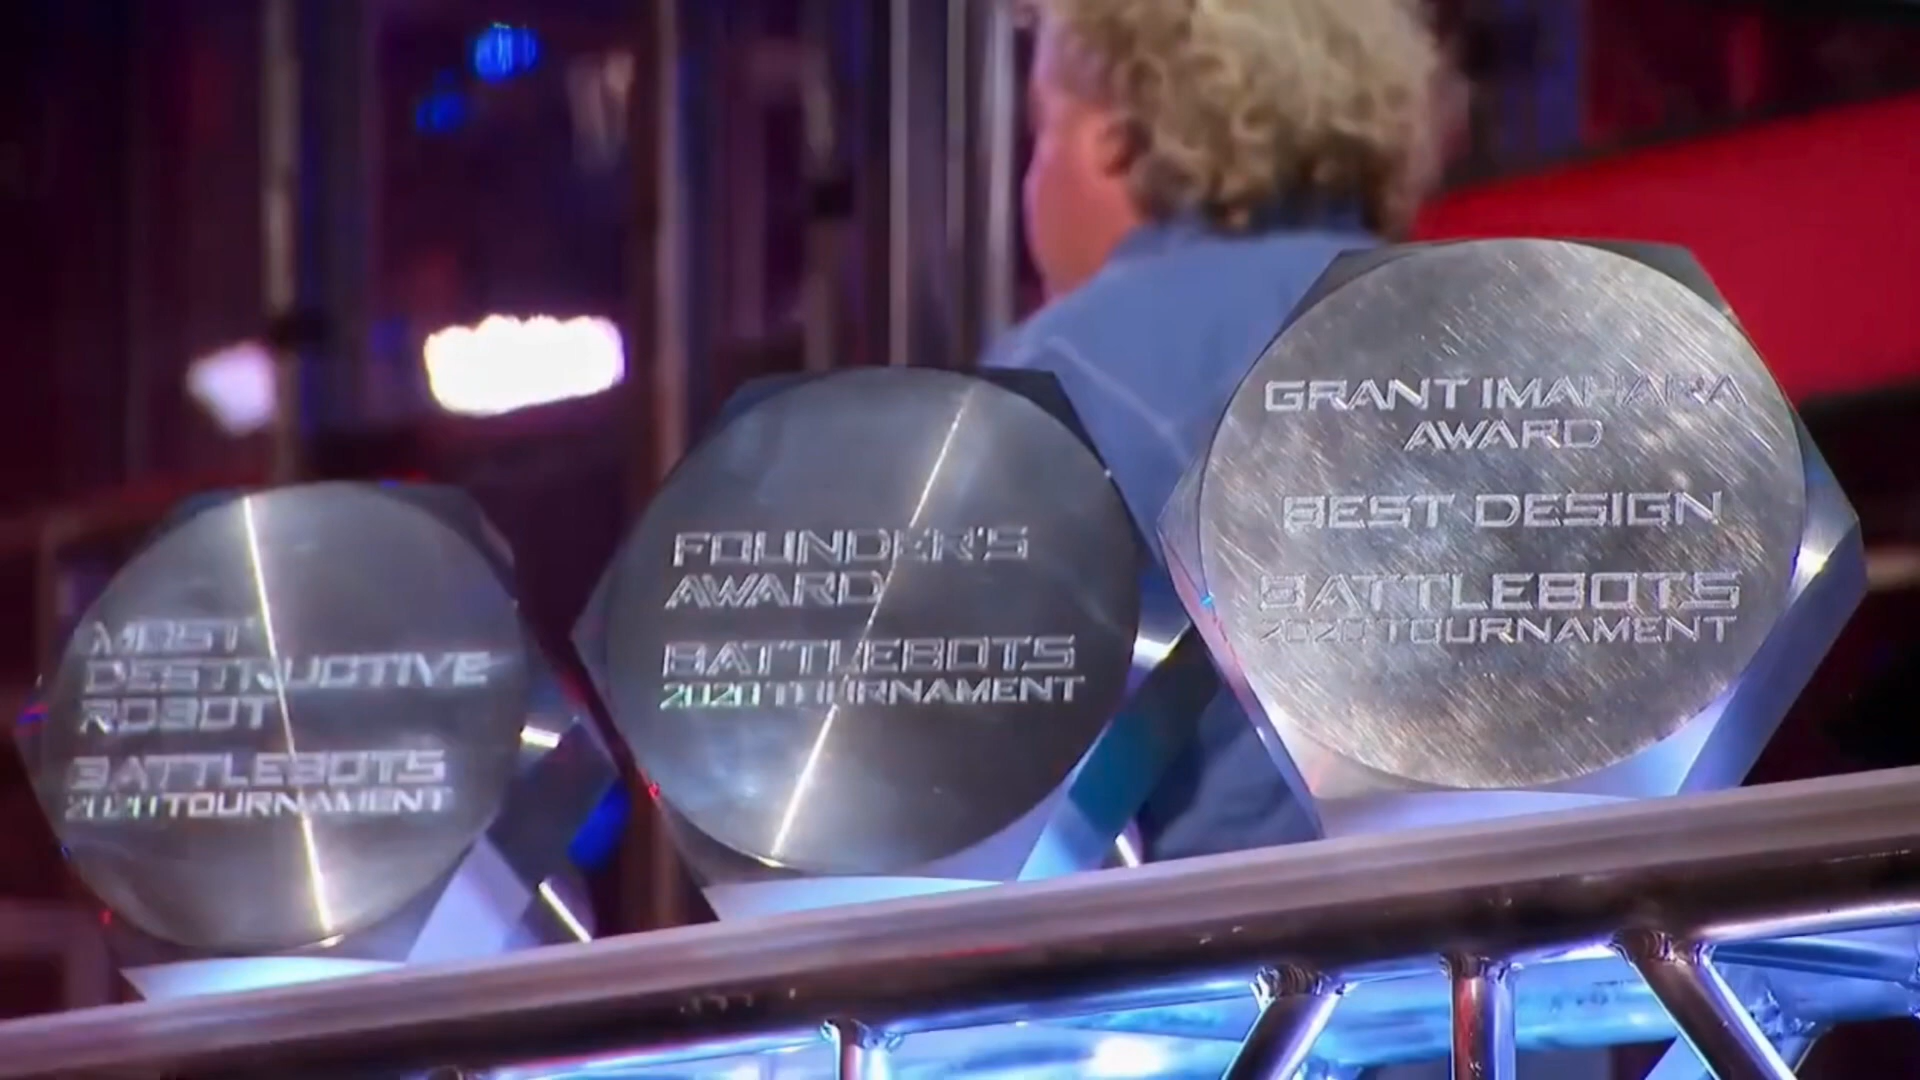 MOST
DESTRUCTIVE
ROBOT
BATTLEBOTS
2020 TOURNAMENT
FOUNDER'S
AWARD
BATTLEBOTS
2020 TOURNAMENT
GRANT IMAHARA
AWARD
BEST DESIGN
BATTLEBOTS
2020 TOURNAMENT